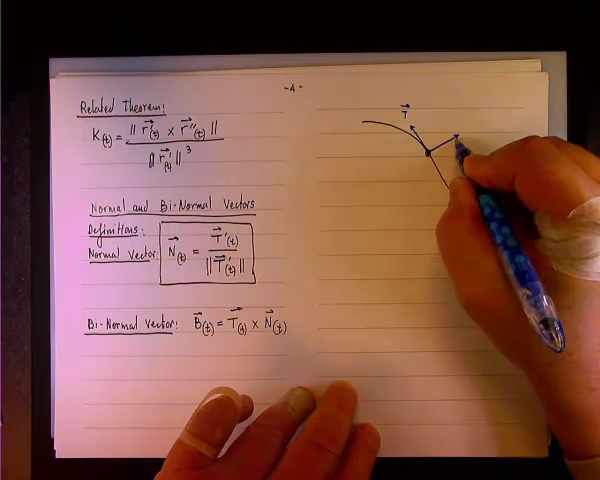 -4-
Related Theorem:
K(t) = ‖ r⃗'(t) × r⃗''(t) ‖ / ‖ r⃗'(t) ‖³
T⃗
Normal and Bi-Normal Vectors
Definitions:
Normal Vector: N⃗(t) = T⃗'(t) / ‖T⃗'(t)‖
Bi-Normal Vector: B⃗(t) = T⃗(t) × N⃗(t)